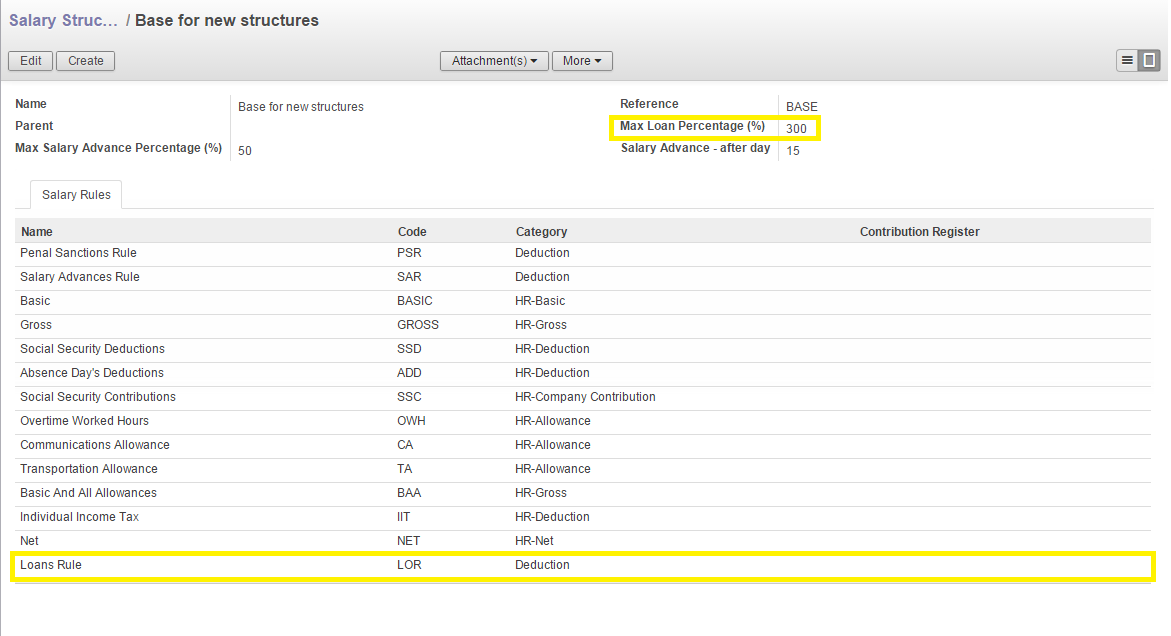 Salary Struc... / Base for new structures
Edit Create Attachment(s) More
Name Base for new structures Reference BASE
Parent Max Loan Percentage (%) 300
Max Salary Advance Percentage (%) 50 Salary Advance - after day 15
Salary Rules
Name Code Category Contribution Register
Penal Sanctions Rule PSR Deduction
Salary Advances Rule SAR Deduction
Basic BASIC HR-Basic
Gross GROSS HR-Gross
Social Security Deductions SSD HR-Deduction
Absence Day's Deductions ADD HR-Deduction
Social Security Contributions SSC HR-Company Contribution
Overtime Worked Hours OWH HR-Allowance
Communications Allowance CA HR-Allowance
Transportation Allowance TA HR-Allowance
Basic And All Allowances BAA HR-Gross
Individual Income Tax IIT HR-Deduction
Net NET HR-Net
Loans Rule LOR Deduction